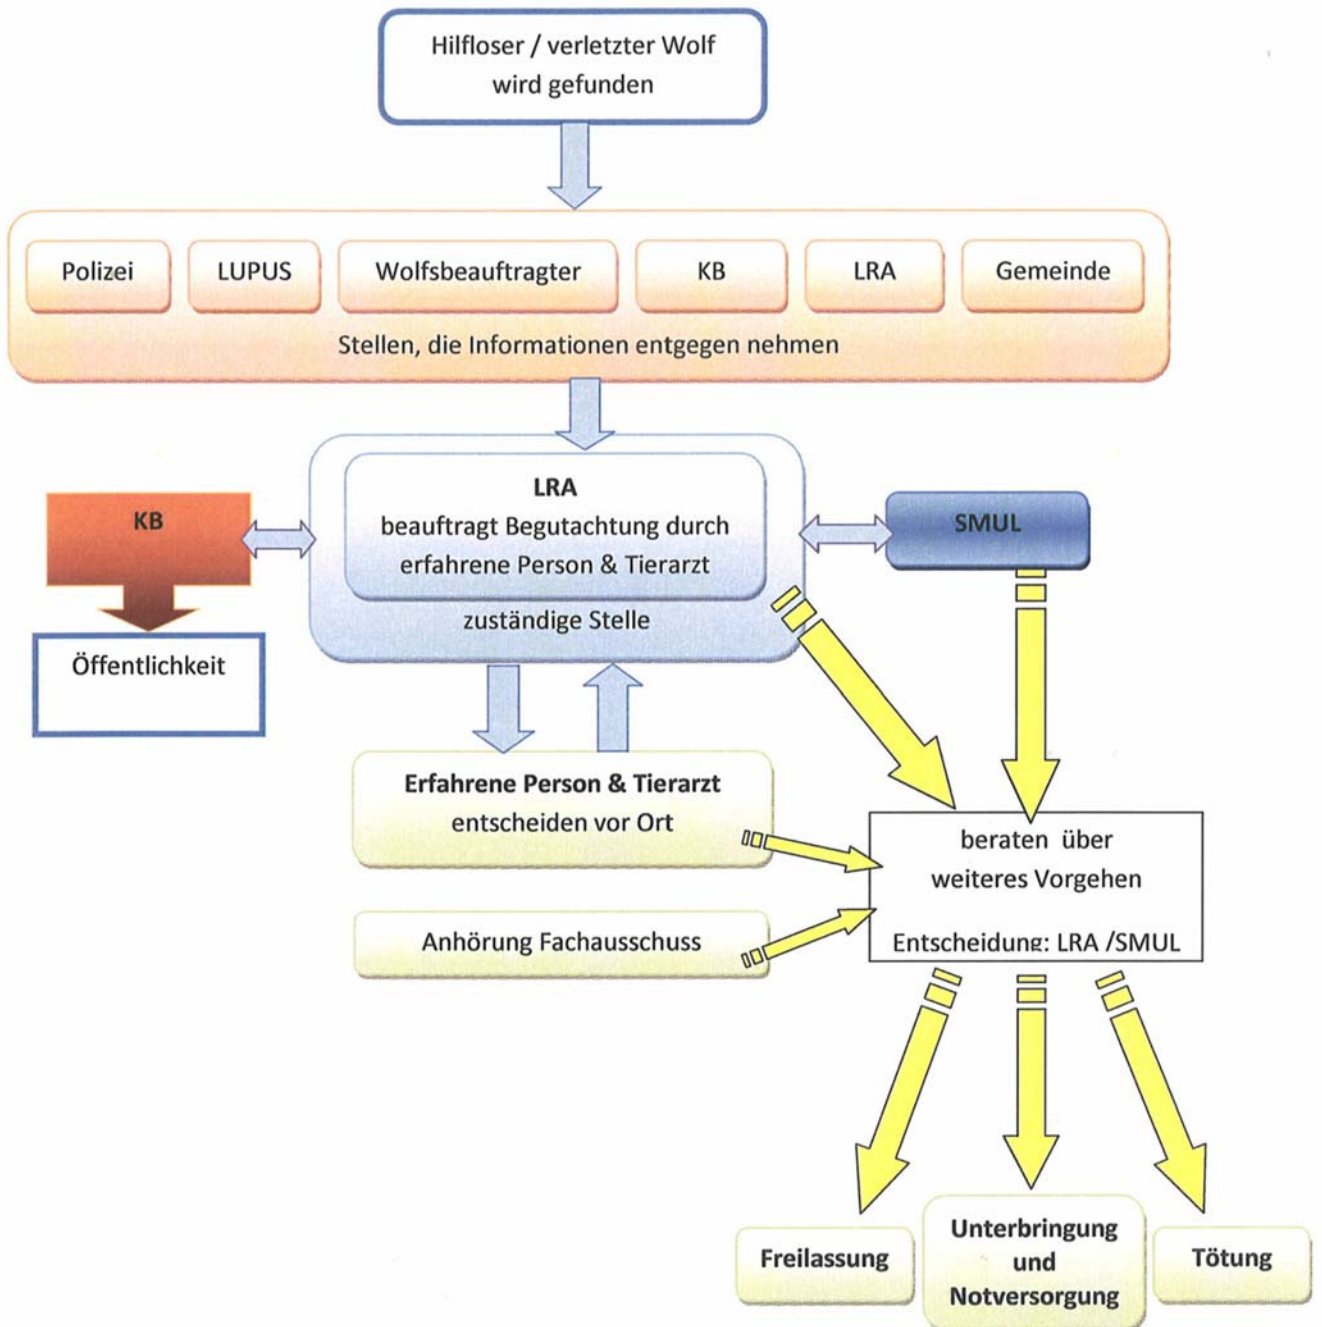 Hilfloser / verletzter Wolf
wird gefunden
Polizei
LUPUS
Wolfsbeauftragter
KB
LRA
Gemeinde
Stellen, die Informationen entgegen nehmen
KB
LRA
beauftragt Begutachtung durch
erfahrene Person & Tierarzt
zuständige Stelle
SMUL
Öffentlichkeit
Erfahrene Person & Tierarzt
entscheiden vor Ort
Anhörung Fachausschuss
beraten über
weiteres Vorgehen
Entscheidung: LRA /SMUL
Freilassung
Unterbringung
und
Notversorgung
Tötung